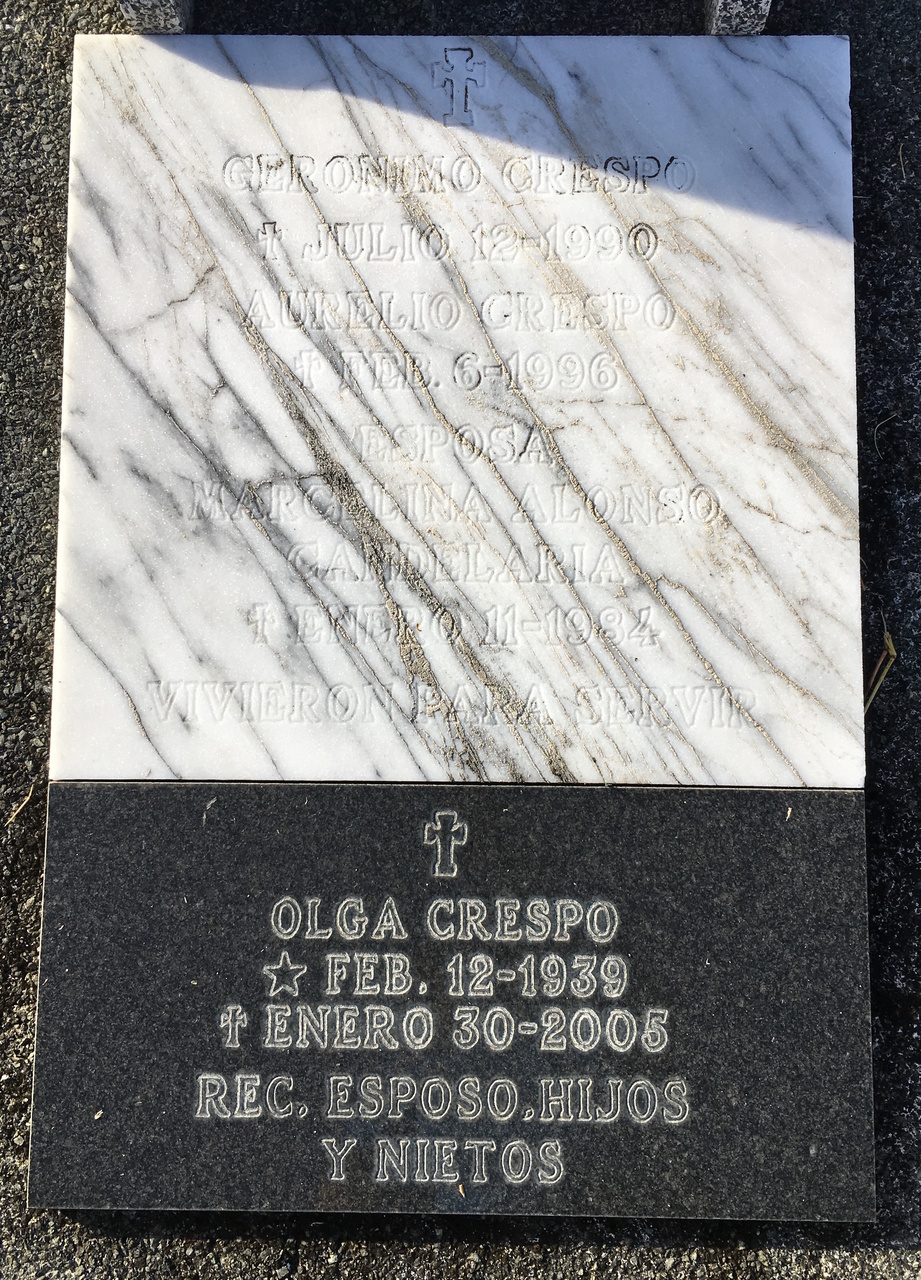 GERONIMO CRESPO
† JULIO 12-1990
AURELIO CRESPO
† FEB. 6-1996
ESPOSA
MARCALINA ALONSO
CANDELARIA
† ENERO 11-1984
VIVIERON PARA SERVIR
OLGA CRESPO
☆ FEB. 12-1939
† ENERO 30-2005
REC. ESPOSO, HIJOS
Y NIETOS